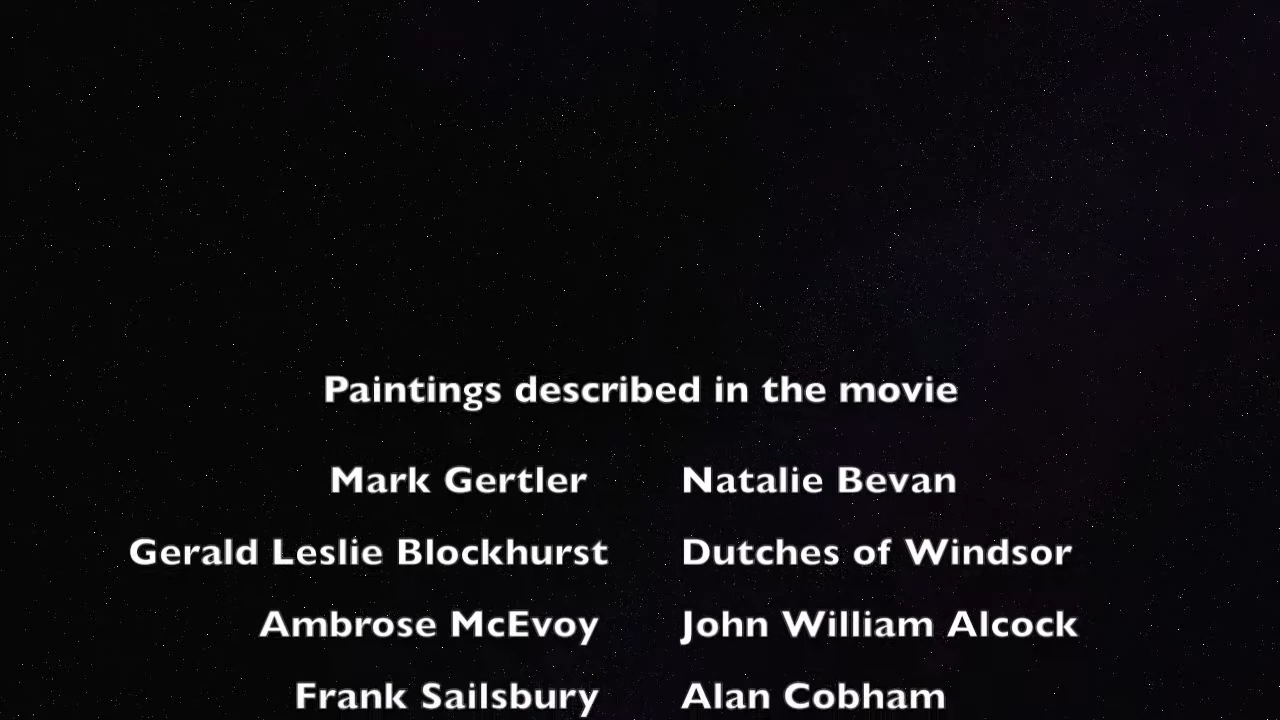 Paintings described in the movie
Mark Gertler Natalie Bevan
Gerald Leslie Blockhurst Dutches of Windsor
Ambrose McEvoy John William Alcock
Frank Sailsbury Alan Cobham